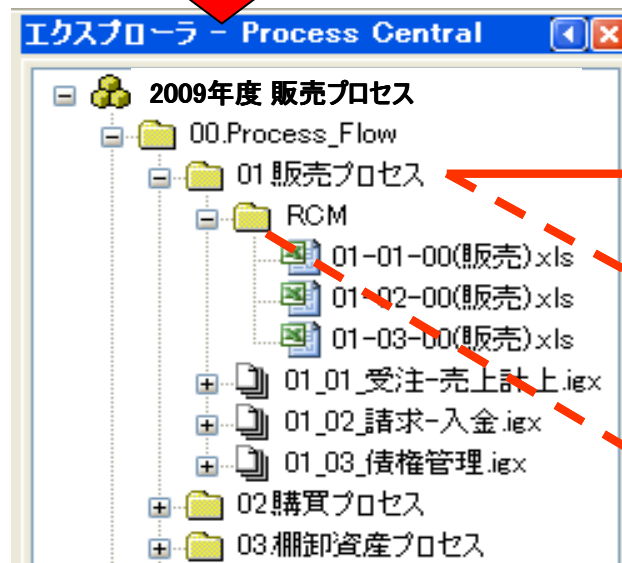 エクスプローラ - Process Central
2009年度 販売プロセス
00.Process_Flow
01.販売プロセス
RCM
01-01-00(販売).xls
01-02-00(販売).xls
01-03-00(販売).xls
01_01_受注-売上計上.igx
01_02_請求-入金.igx
01_03_債権管理.igx
02.購買プロセス
03.棚卸資産プロセス